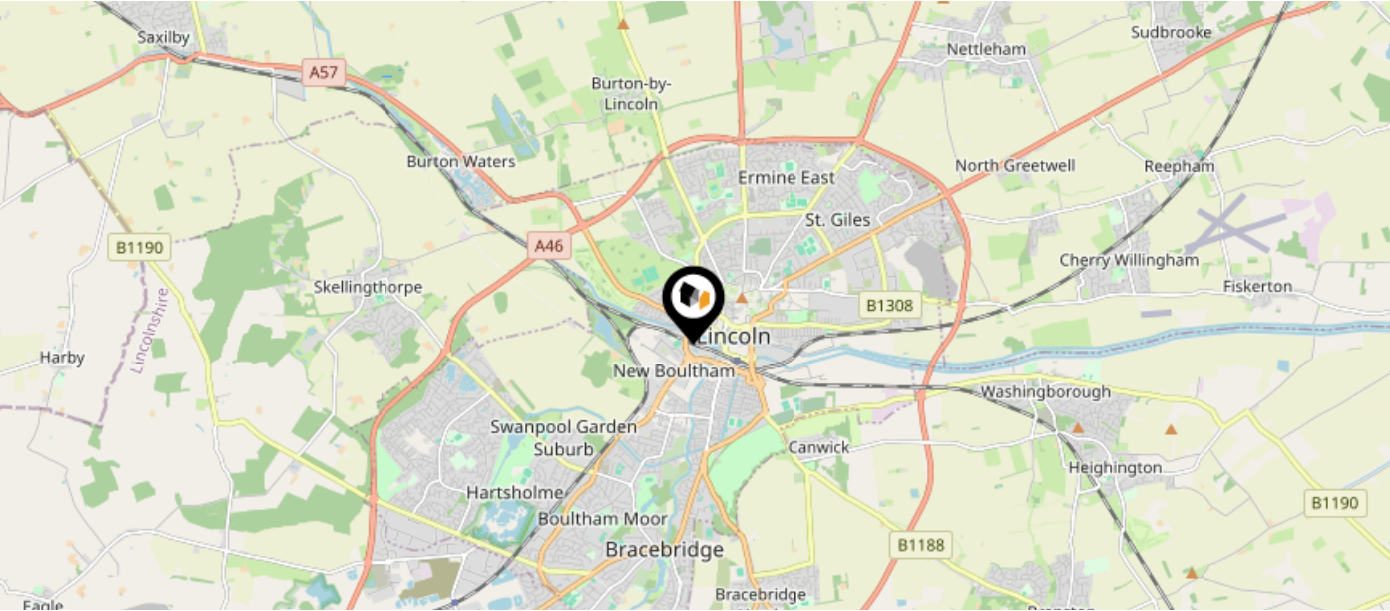 Saxilby
Sudbrooke
Nettleham
A57
Burton-by-
Lincoln
Burton Waters
North Greetwell
Reepham
Ermine East
St. Giles
B1190
A46
Cherry Willingham
Skellingthorpe
Fiskerton
B1308
Lincolnshire
Lincoln
Harby
New Boultham
Washingborough
Swanpool Garden
Suburb
Canwick
Heighington
Hartsholme
B1190
Boultham Moor
B1188
Bracebridge
Bracebridge
Eagle